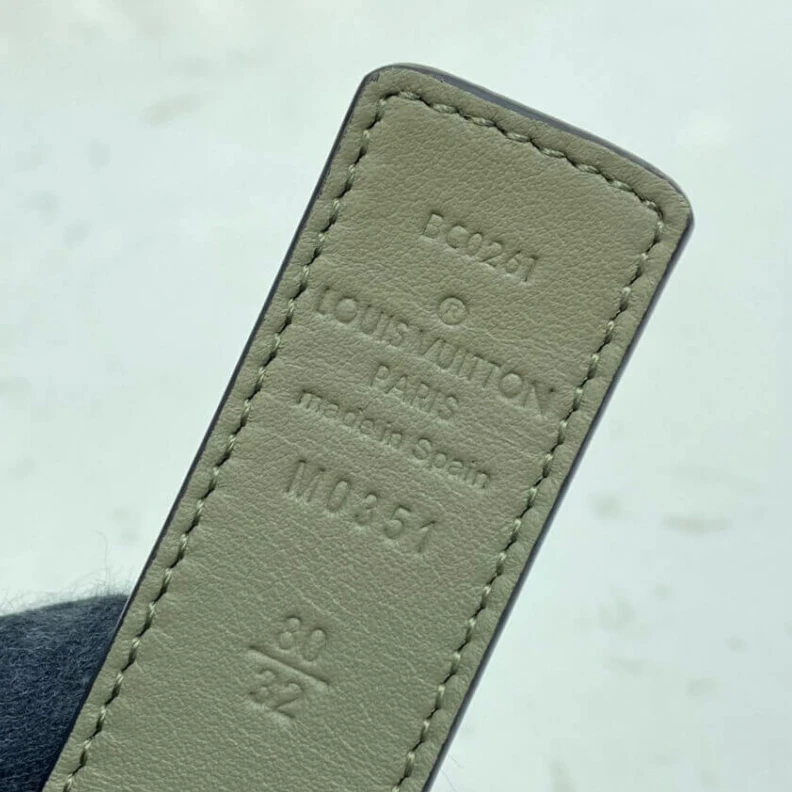 BC0261
®
LOUIS VUITTON
PARIS
made in Spain
M0351
80
32